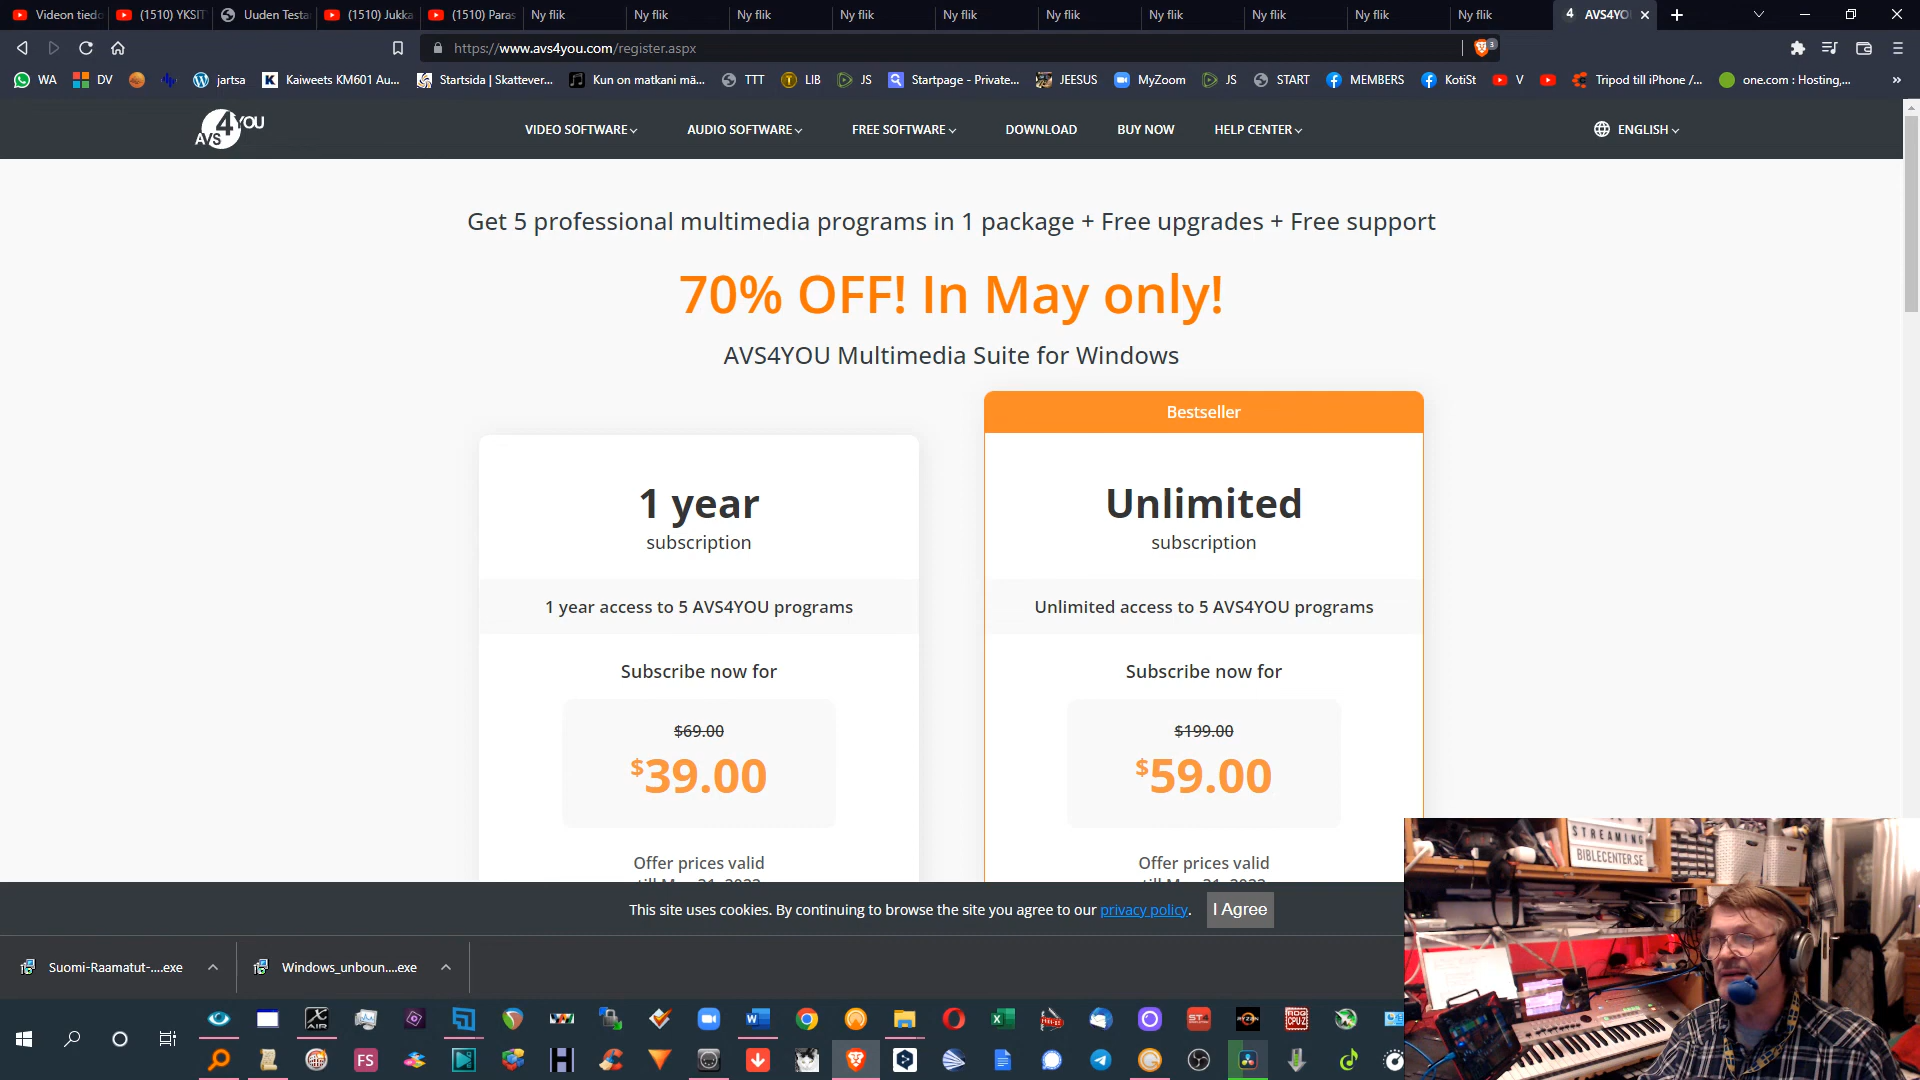 Videon tied
(1510) YKSIT
Uuden Testa
(1510) Jukka
(1510) Paras
Ny flik
Ny flik
Ny flik
Ny flik
Ny flik
Ny flik
Ny flik
Ny flik
Ny flik
Ny flik
4 AVS4YO
https://www.avs4you.com/register.aspx
3
WA
DV
jartsa
Kaiweets KM601 Au...
Startsida | Skattever...
Kun on matkani mä...
TTT
LIB
JS
Startpage - Private...
JEESUS
MyZoom
JS
START
MEMBERS
KotiSt
V
Tripod till iPhone /...
one.com : Hosting,...
AVS4YOU
VIDEO SOFTWARE
AUDIO SOFTWARE
FREE SOFTWARE
DOWNLOAD
BUY NOW
HELP CENTER
ENGLISH
Get 5 professional multimedia programs in 1 package + Free upgrades + Free support
70% OFF! In May only!
AVS4YOU Multimedia Suite for Windows
Bestseller
1 year
subscription
1 year access to 5 AVS4YOU programs
Subscribe now for
$69.00
$39.00
Offer prices valid
Unlimited
subscription
Unlimited access to 5 AVS4YOU programs
Subscribe now for
$199.00
$59.00
Offer prices valid
This site uses cookies. By continuing to browse the site you agree to our privacy policy.
I Agree
Suomi-Raamatut-....exe
Windows_unboun....exe
STREAMING
BIBLECENTER.SE